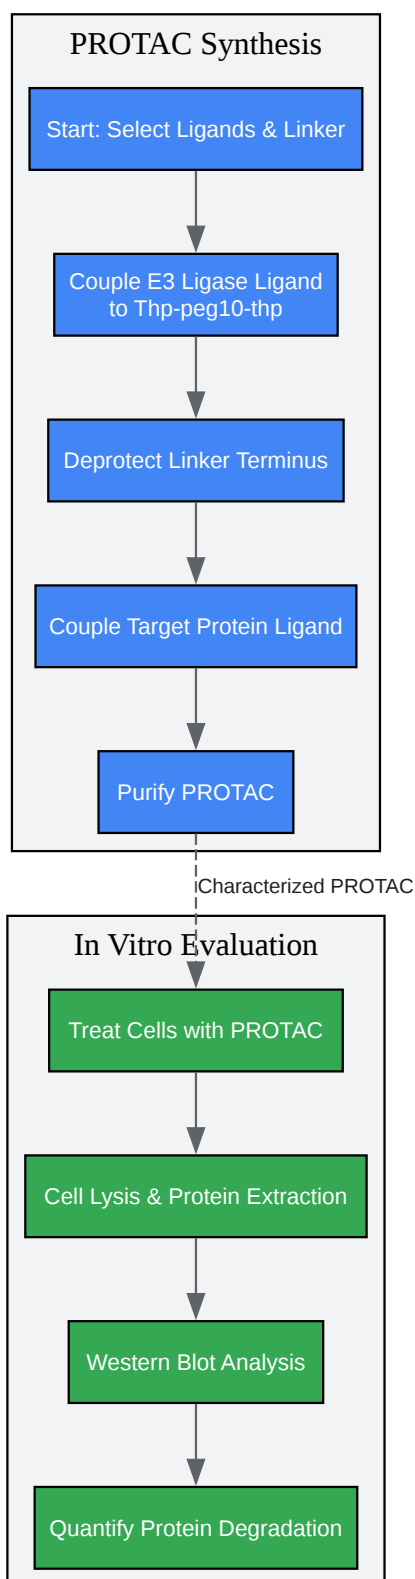 PROTAC Synthesis
Start: Select Ligands & Linker
Couple E3 Ligase Ligand
to Thp-peg10-thp
Deprotect Linker Terminus
Couple Target Protein Ligand
Purify PROTAC
Characterized PROTAC
In Vitro Evaluation
Treat Cells with PROTAC
Cell Lysis & Protein Extraction
Western Blot Analysis
Quantify Protein Degradation